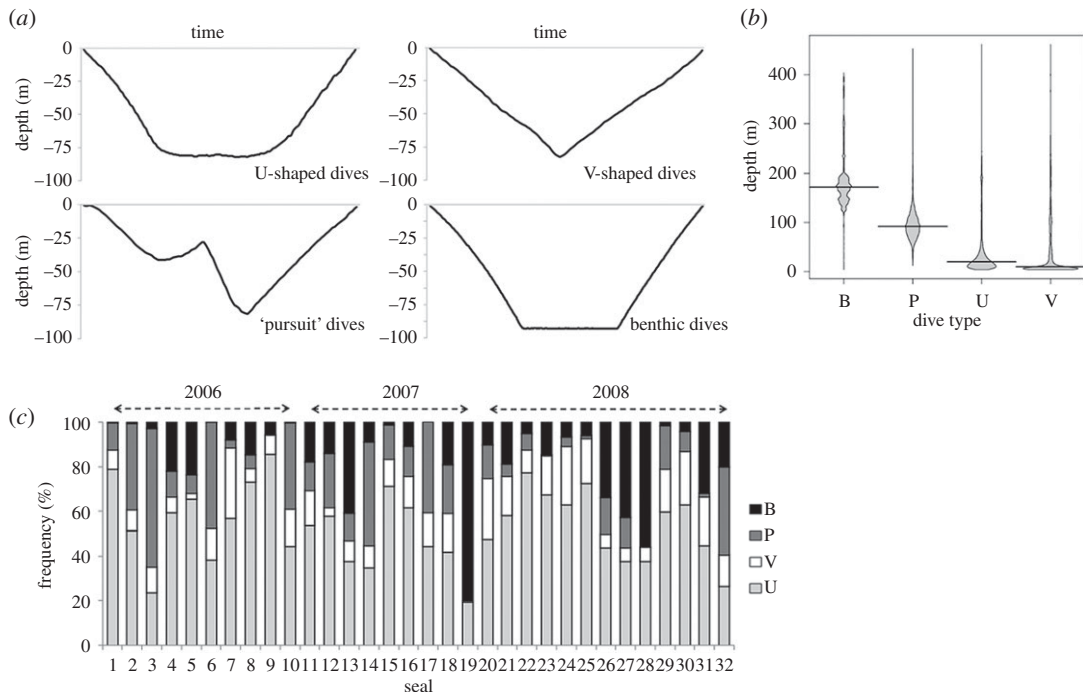 (a)
time
time
depth (m)
0
−25
−50
−75
−100
U-shaped dives
0
−25
−50
−75
−100
V-shaped dives
depth (m)
0
−25
−50
−75
−100
'pursuit' dives
0
−25
−50
−75
−100
benthic dives
(b)
depth (m)
400
300
200
100
0
B P U V
dive type
(c)
2006 2007 2008
frequency (%)
100
80
60
40
20
0
1 2 3 4 5 6 7 8 9 10 11 12 13 14 15 16 17 18 19 20 21 22 23 24 25 26 27 28 29 30 31 32
seal
B
P
V
U